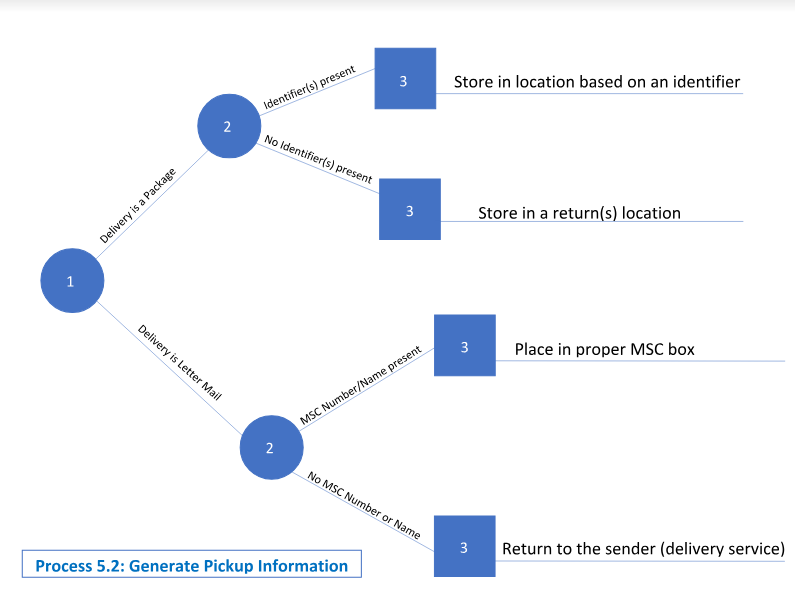 Identifier(s) present
3
Store in location based on an identifier
2
No Identifier(s) present
3
Store in a return(s) location
Delivery is a Package
1
Delivery is Letter Mail
MSC Number/Name present
3
Place in proper MSC box
2
No MSC Number or Name
3
Return to the sender (delivery service)
Process 5.2: Generate Pickup Information